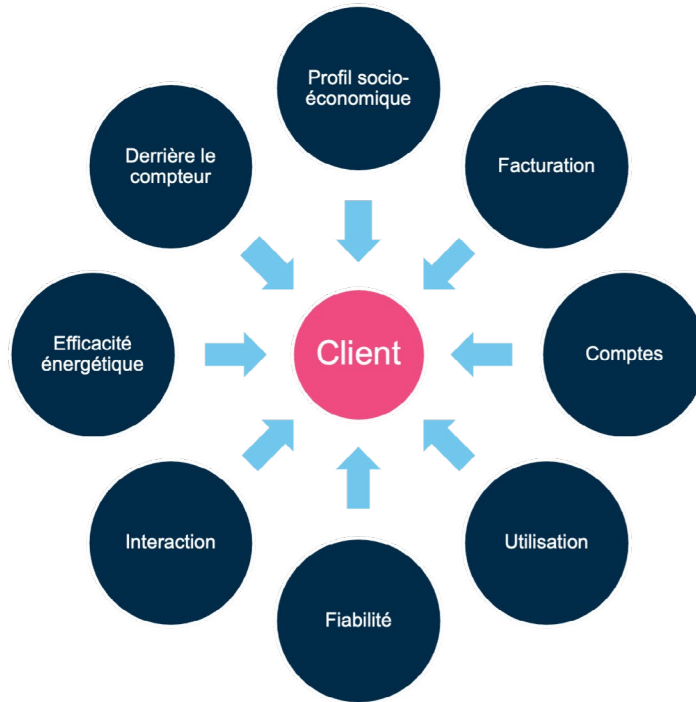 Profil socio-
économique
Facturation
Comptes
Utilisation
Fiabilité
Interaction
Efficacité
énergétique
Derrière le
compteur
Client